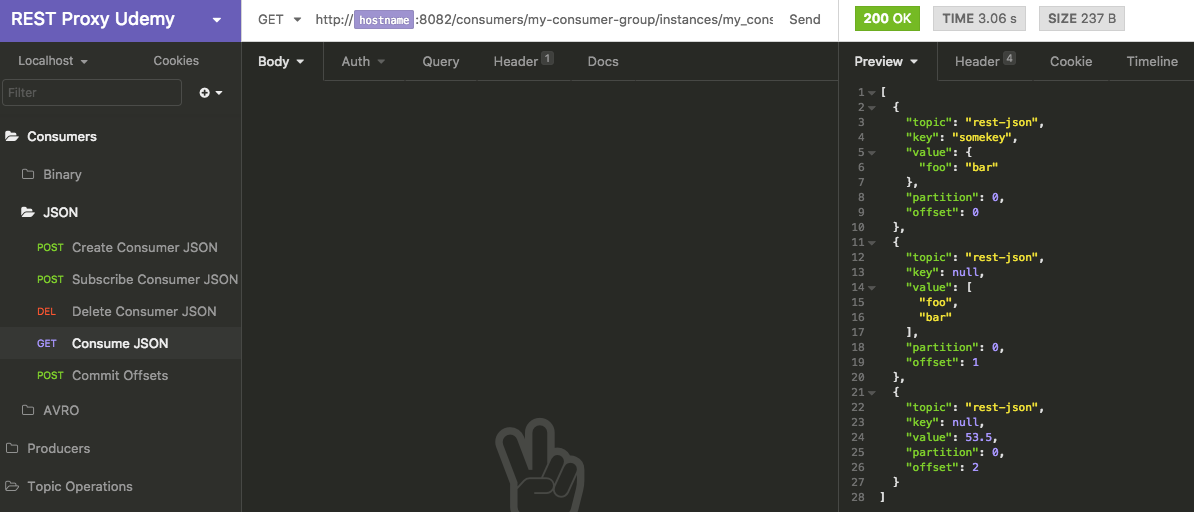 REST Proxy Udemy
GET http://hostname:8082/consumers/my-consumer-group/instances/my_cons Send
200 OK TIME 3.06 s SIZE 237 B
Localhost Cookies
Filter
Consumers
Binary
JSON
POST Create Consumer JSON
POST Subscribe Consumer JSON
DEL Delete Consumer JSON
GET Consume JSON
POST Commit Offsets
AVRO
Producers
Topic Operations
Body Auth Query Header 1 Docs
Preview Header 4 Cookie Timeline
1 [
2 {
3 "topic": "rest-json",
4 "key": "somekey",
5 "value": {
6 "foo": "bar"
7 },
8 "partition": 0,
9 "offset": 0
10 },
11 {
12 "topic": "rest-json",
13 "key": null,
14 "value": [
15 "foo",
16 "bar"
17 ],
18 "partition": 0,
19 "offset": 1
20 },
21 {
22 "topic": "rest-json",
23 "key": null,
24 "value": 53.5,
25 "partition": 0,
26 "offset": 2
27 }
28 ]